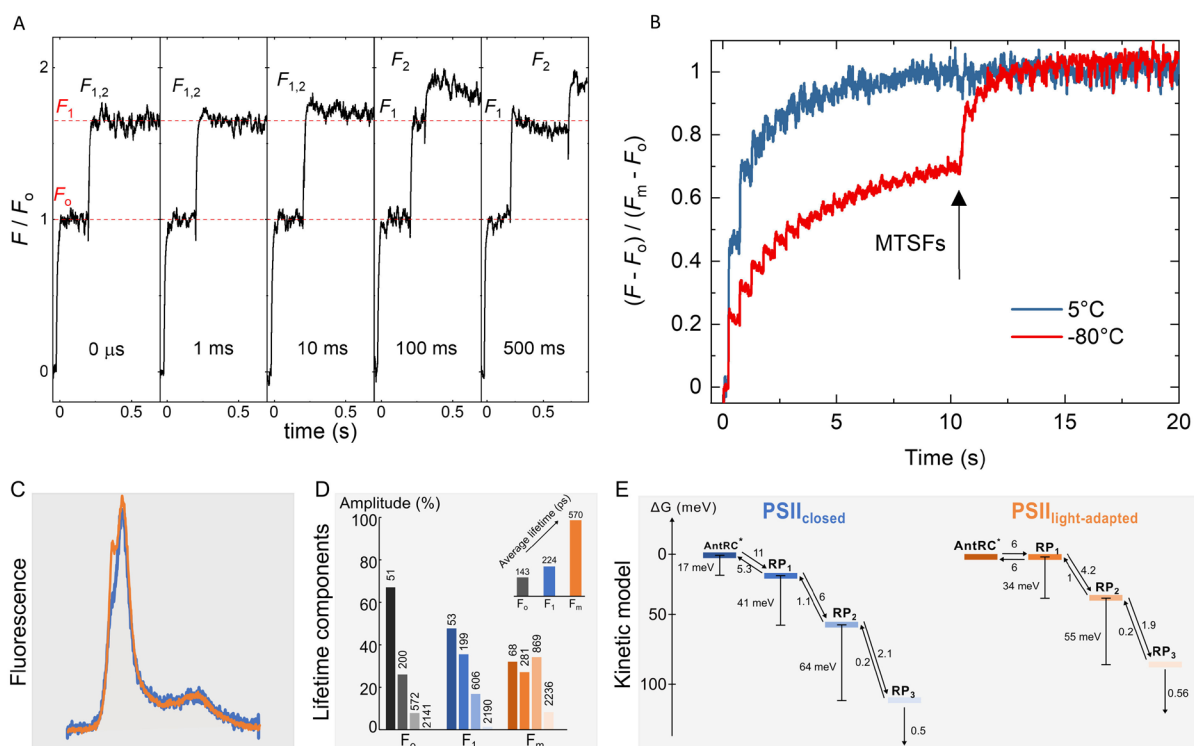 A
2
F / Fo
1
0
F1
Fo
F1,2
F1,2
F1,2
F2
F1
F2
F1
0 μs
1 ms
10 ms
100 ms
500 ms
0 0.5 0 0.5 0 0.5 0 0.5 0 0.5
time (s)
B
(F - Fo) / (Fm - Fo)
1
0.8
0.6
0.4
0.2
0
MTSFs
5°C
-80°C
0 5 10 15 20
Time (s)
C
Fluorescence
D
Lifetime components
Amplitude (%)
100
80
60
40
20
0
51
200
572
2141
53
199
606
2190
68
281
869
2236
Fo F1 Fm
Average lifetime (ps)
143
224
570
Fo F1 Fm
E
Kinetic model
ΔG (meV)
0
50
100
PSIIclosed
AntRC*
17 meV
11
5.3
RP1
41 meV
6
1.1
RP2
64 meV
2.1
0.2
RP3
0.5
PSIIlight-adapted
AntRC*
6
6
RP1
34 meV
4.2
1
RP2
55 meV
1.9
0.2
RP3
0.56